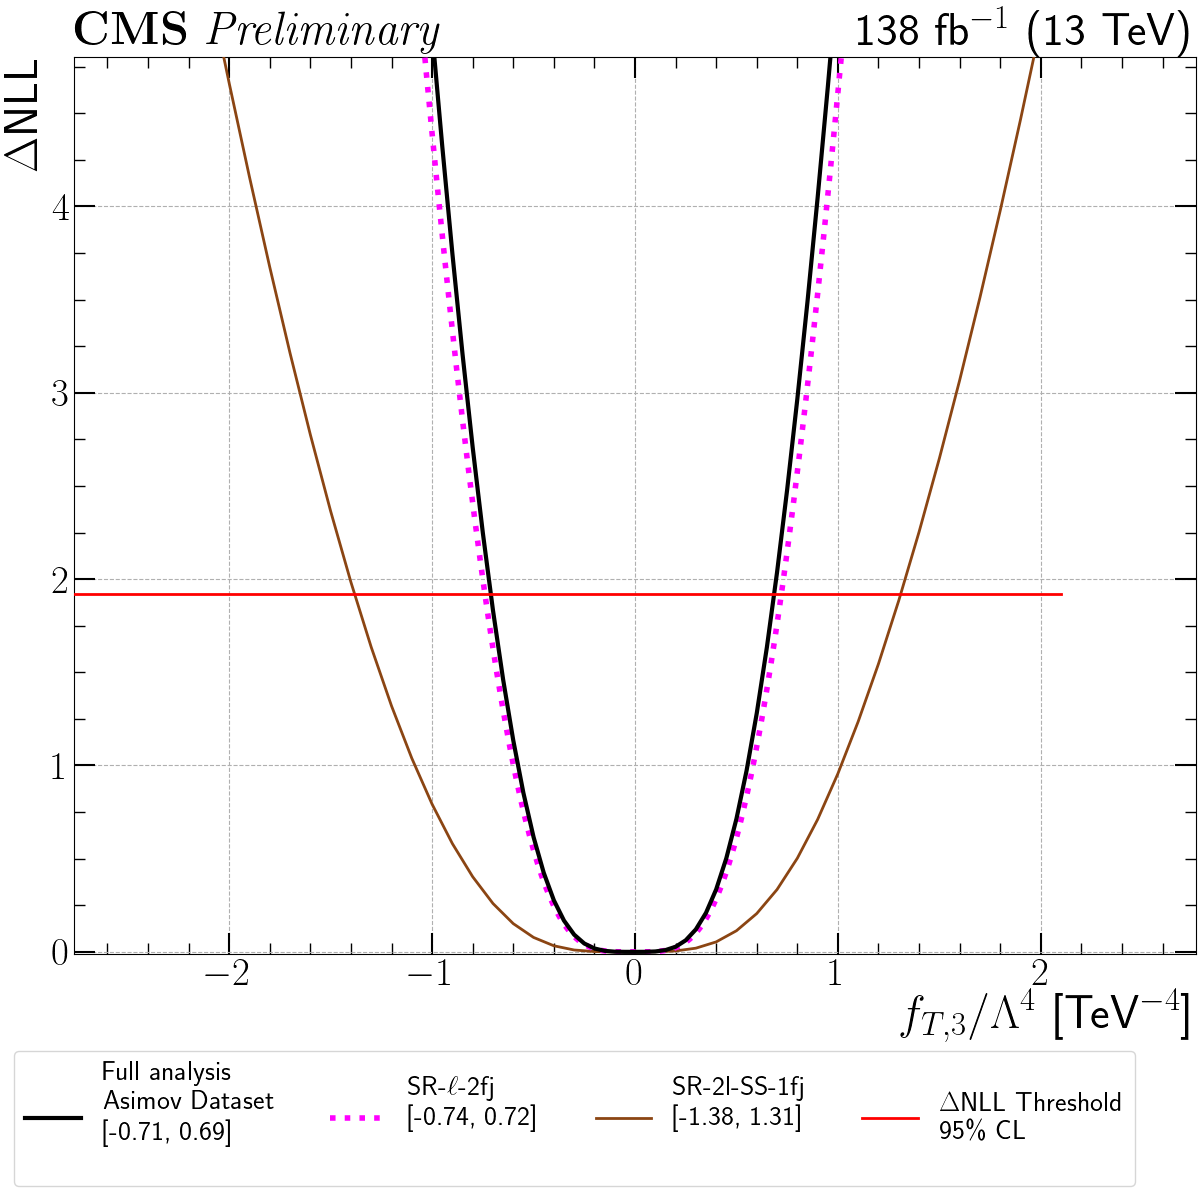 CMS Preliminary 138 fb⁻¹ (13 TeV)
ΔNLL
4
3
2
1
0
−2 −1 0 1 2
f_{T,3}/Λ⁴ [TeV⁻⁴]
Full analysis
Asimov Dataset
[-0.71, 0.69]
SR-ℓ-2fj
[-0.74, 0.72]
SR-2l-SS-1fj
[-1.38, 1.31]
ΔNLL Threshold
95% CL